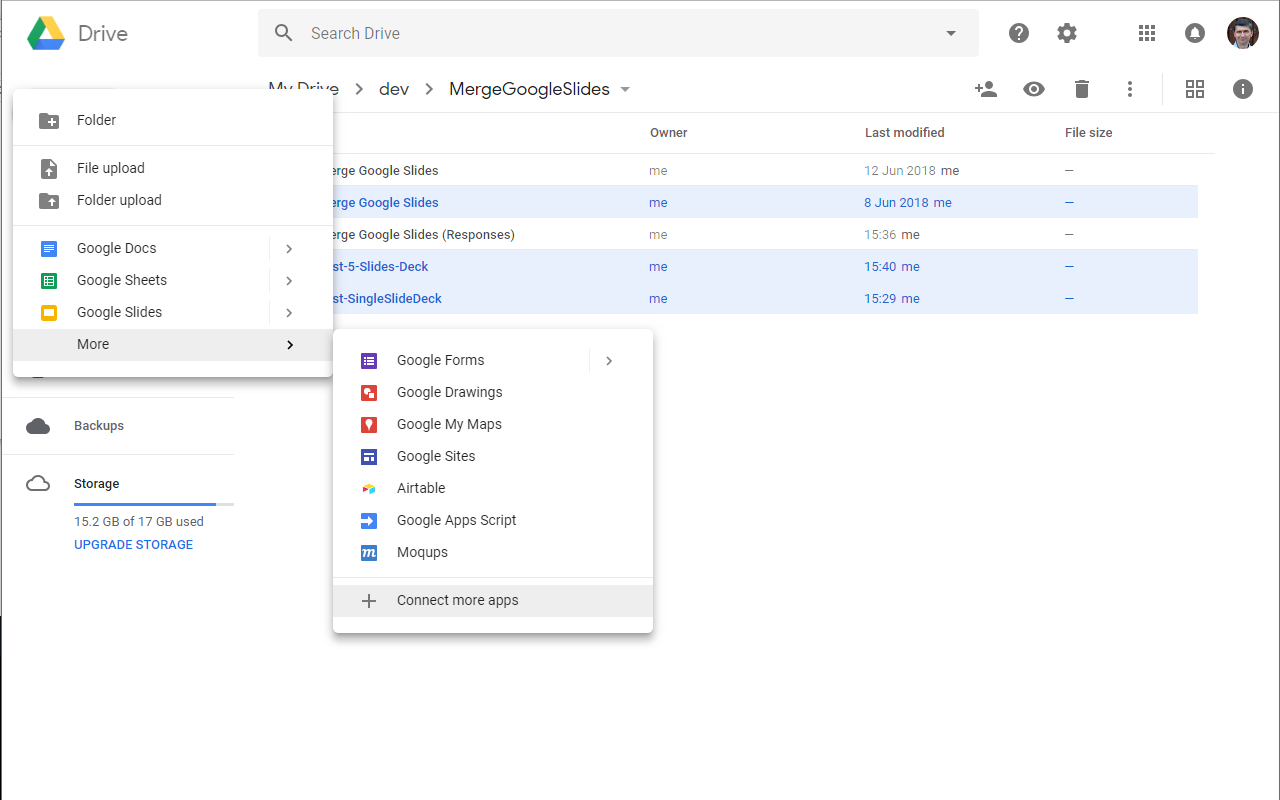 Drive
Search Drive
My Drive > dev > MergeGoogleSlides
Owner Last modified File size
erge Google Slides me 12 Jun 2018 me —
erge Google Slides me 8 Jun 2018 me —
erge Google Slides (Responses) me 15:36 me —
st-5-Slides-Deck me 15:40 me —
st-SingleSlideDeck me 15:29 me —
Folder
File upload
Folder upload
Google Docs
Google Sheets
Google Slides
More
Google Forms
Google Drawings
Google My Maps
Google Sites
Airtable
Google Apps Script
Moqups
Connect more apps
Backups
Storage
15.2 GB of 17 GB used
UPGRADE STORAGE